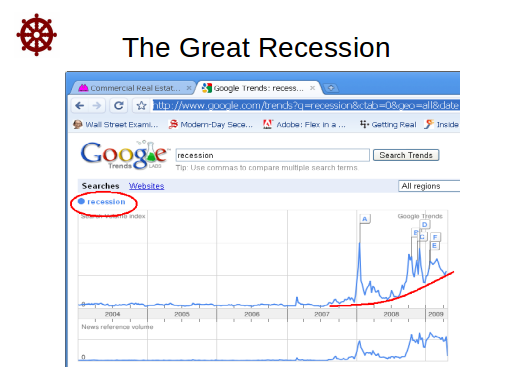 The Great Recession
Commercial Real Estat... × Google Trends: recess... ×
http://www.google.com/trends?q=recession&ctab=0&geo=all&date
Wall Street Exami... Modern-Day Sece... Adobe: Flex in a ... Getting Real Inside
Google Trends LABS
recession Search Trends
Tip: Use commas to compare multiple search terms
Searches Websites All regions
recession
Search Volume index Google Trends
A
D
B C F
E
0
2004 2005 2006 2007 2008 2009
News reference volume
0